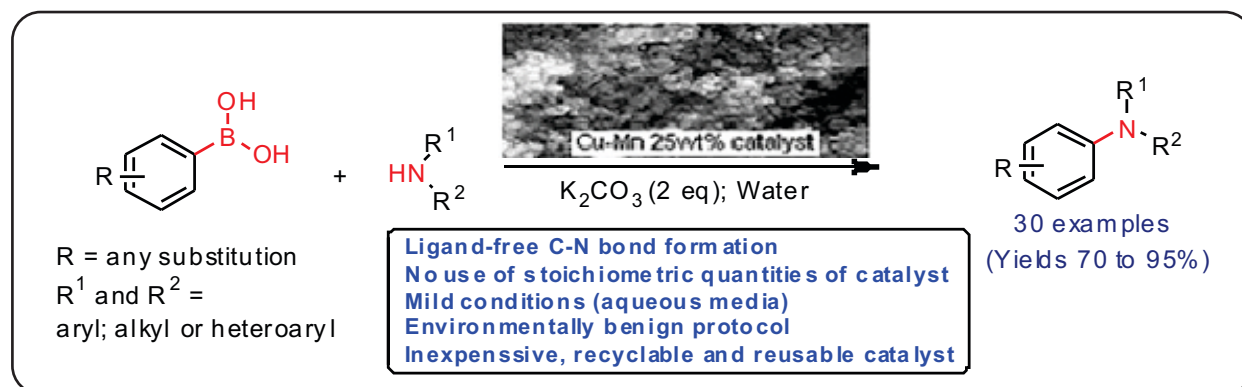 OH
B
OH
R
+
R1
HN
R2
Cu-Mn 25wt% catalyst
K2CO3 (2 eq); Water
R1
N
R2
R
R = any substitution
R1 and R2 =
aryl; alkyl or heteroaryl
Ligand-free C-N bond formation
No use of stoichiometric quantities of catalyst
Mild conditions (aqueous media)
Environmentally benign protocol
Inexpenssive, recyclable and reusable catalyst
30 examples
(Yields 70 to 95%)